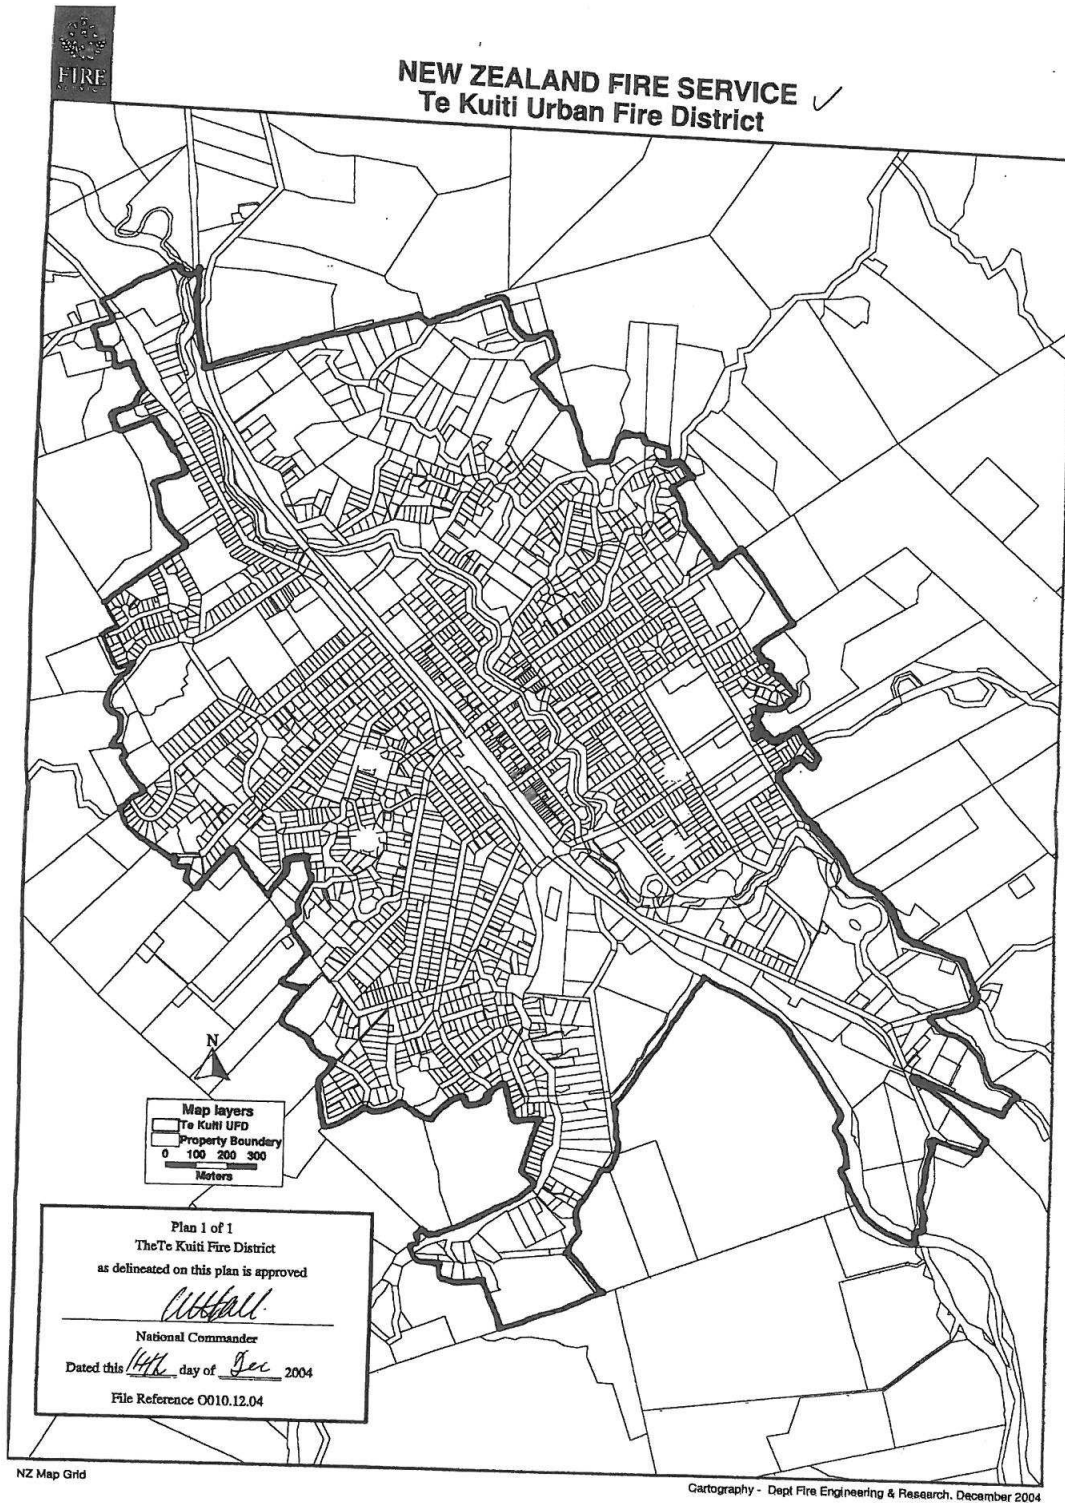 FIRE
NEW ZEALAND FIRE SERVICE
Te Kuiti Urban Fire District
N
Map layers
Te Kuiti UFD
Property Boundary
0 100 200 300
Meters
Plan 1 of 1
TheTe Kuiti Fire District
as delineated on this plan is approved
National Commander
Dated this 14th day of Dec 2004
File Reference O010.12.04
NZ Map Grid
Cartography - Dept Fire Engineering & Research. December 2004